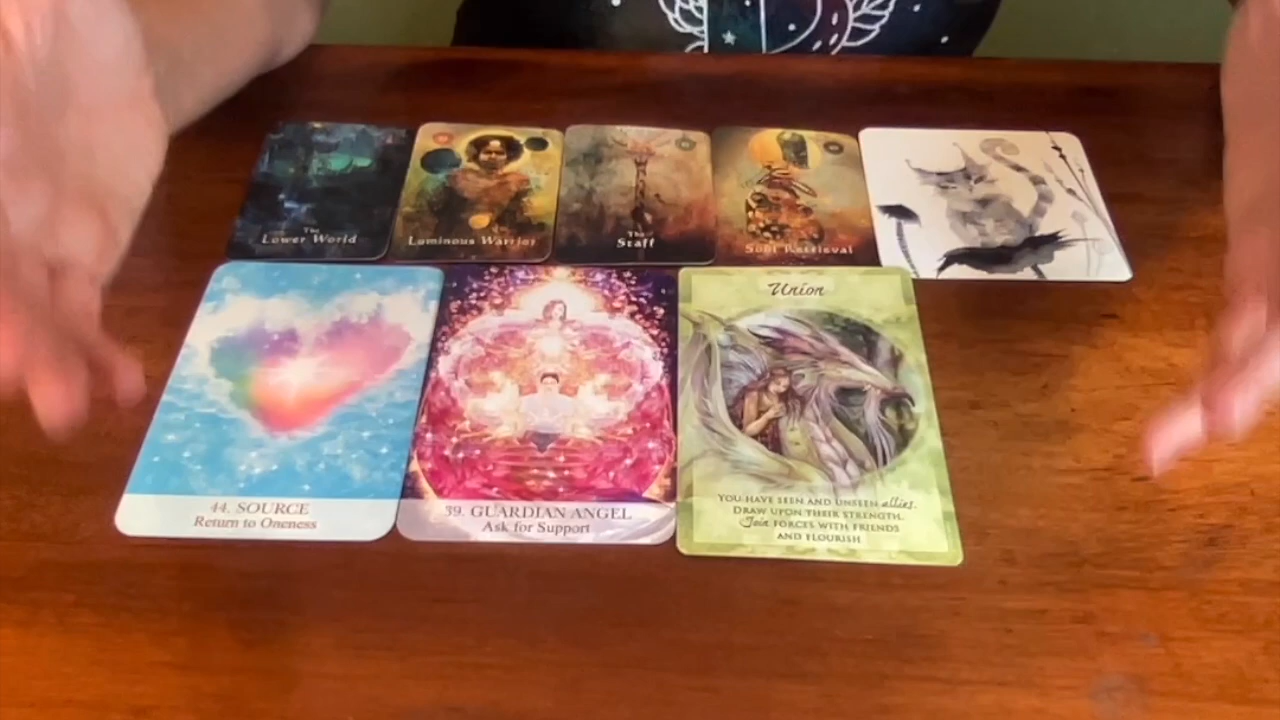 The
Lower World
Luminous Warrior
The
Staff
Soul Retrieval
44. SOURCE
Return to Oneness
39. GUARDIAN ANGEL
Ask for Support
Union
YOU HAVE SEEN AND UNSEEN allies.
DRAW UPON THEIR STRENGTH.
Join FORCES WITH FRIENDS
AND FLOURISH